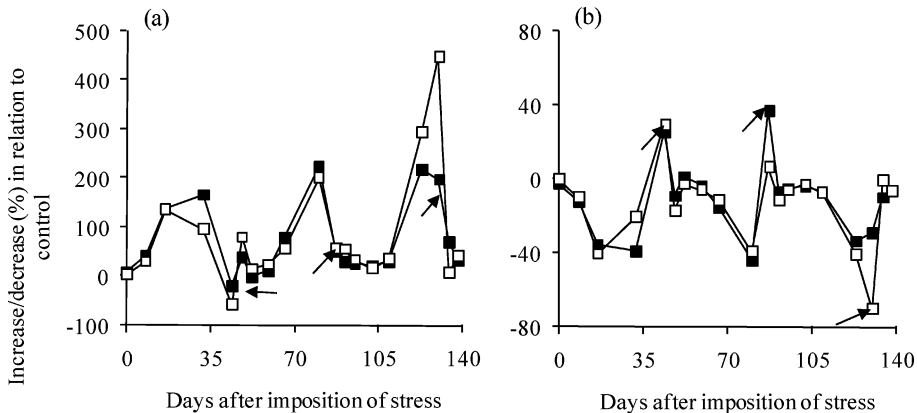 (a)
(b)
Increase/decrease (%) in relation to
control
500
400
300
200
100
0
-100
0 35 70 105 140
Days after imposition of stress
80
40
0
-40
-80
0 35 70 105 140
Days after imposition of stress